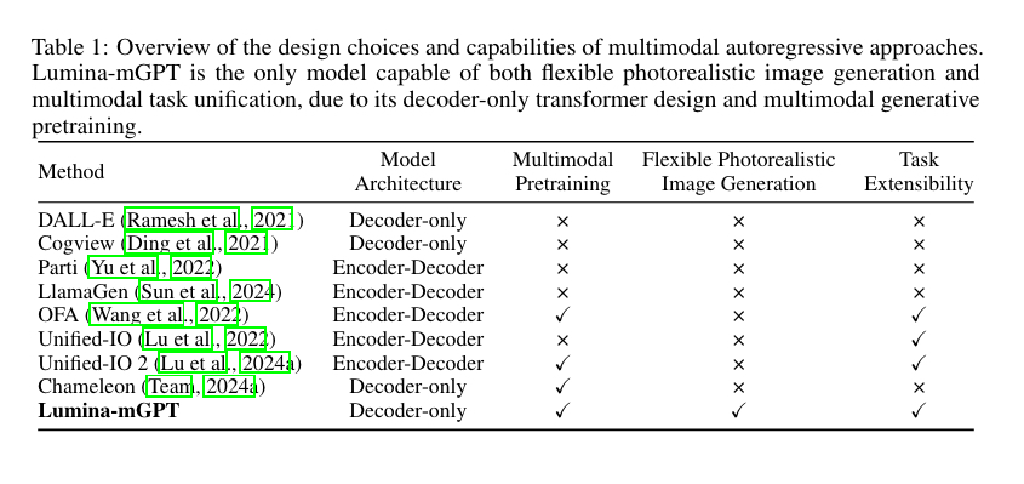 Table 1: Overview of the design choices and capabilities of multimodal autoregressive approaches.
Lumina-mGPT is the only model capable of both flexible photorealistic image generation and
multimodal task unification, due to its decoder-only transformer design and multimodal generative
pretraining.
Method Model Architecture Multimodal Pretraining Flexible Photorealistic Image Generation Task Extensibility
DALL-E (Ramesh et al., 2021) Decoder-only × × ×
Cogview (Ding et al., 2021) Decoder-only × × ×
Parti (Yu et al., 2022) Encoder-Decoder × × ×
LlamaGen (Sun et al., 2024) Encoder-Decoder × × ×
OFA (Wang et al., 2022) Encoder-Decoder ✓ × ✓
Unified-IO (Lu et al., 2022) Encoder-Decoder × × ✓
Unified-IO 2 (Lu et al., 2024a) Encoder-Decoder ✓ × ✓
Chameleon (Team, 2024a) Decoder-only ✓ × ×
Lumina-mGPT Decoder-only ✓ ✓ ✓